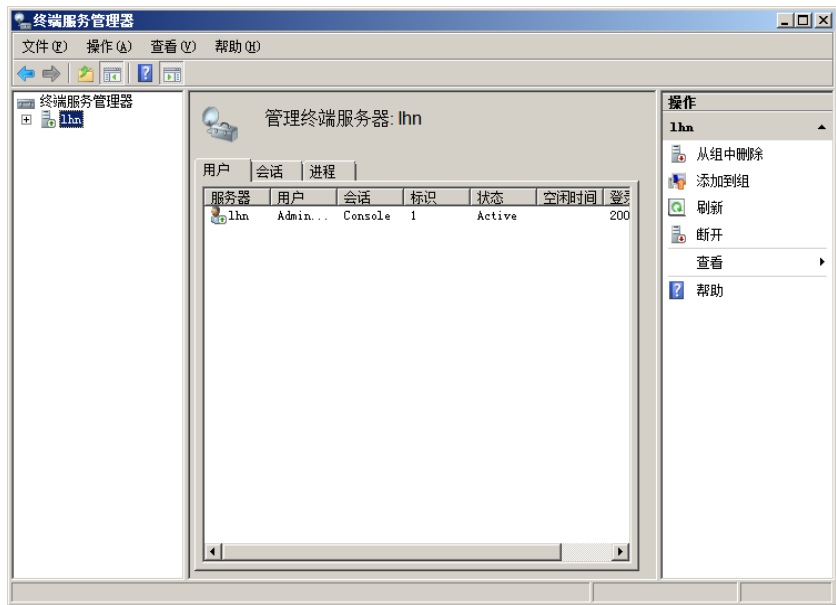 终端服务管理器
文件(F) 操作(A) 查看(V) 帮助(H)
终端服务管理器
lhn
管理终端服务器: lhn
用户 会话 进程
服务器 用户 会话 标识 状态 空闲时间
lhn Admin... Console 1 Active 200
操作
lhn
从组中删除
添加到组
刷新
断开
查看
帮助